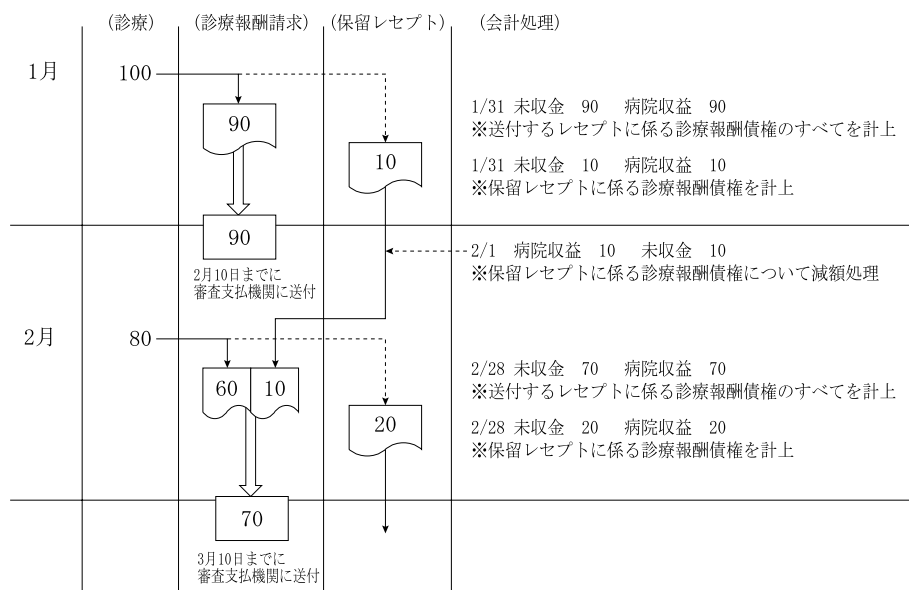 (診療) (診療報酬請求) (保留レセプト) (会計処理)
1月
100
90
10
1/31 未収金 90 病院収益 90
※送付するレセプトに係る診療報酬債権のすべてを計上
1/31 未収金 10 病院収益 10
※保留レセプトに係る診療報酬債権を計上
90
2月10日までに
審査支払機関に送付
2/1 病院収益 10 未収金 10
※保留レセプトに係る診療報酬債権について減額処理
2月
80
60 10
20
2/28 未収金 70 病院収益 70
※送付するレセプトに係る診療報酬債権のすべてを計上
2/28 未収金 20 病院収益 20
※保留レセプトに係る診療報酬債権を計上
70
3月10日までに
審査支払機関に送付